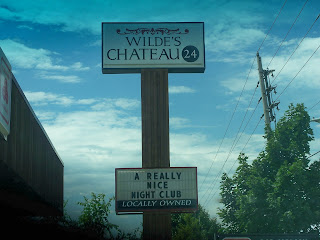 WILDE'S
CHATEAU 24
A REALLY
NICE
NIGHT CLUB
LOCALLY OWNED